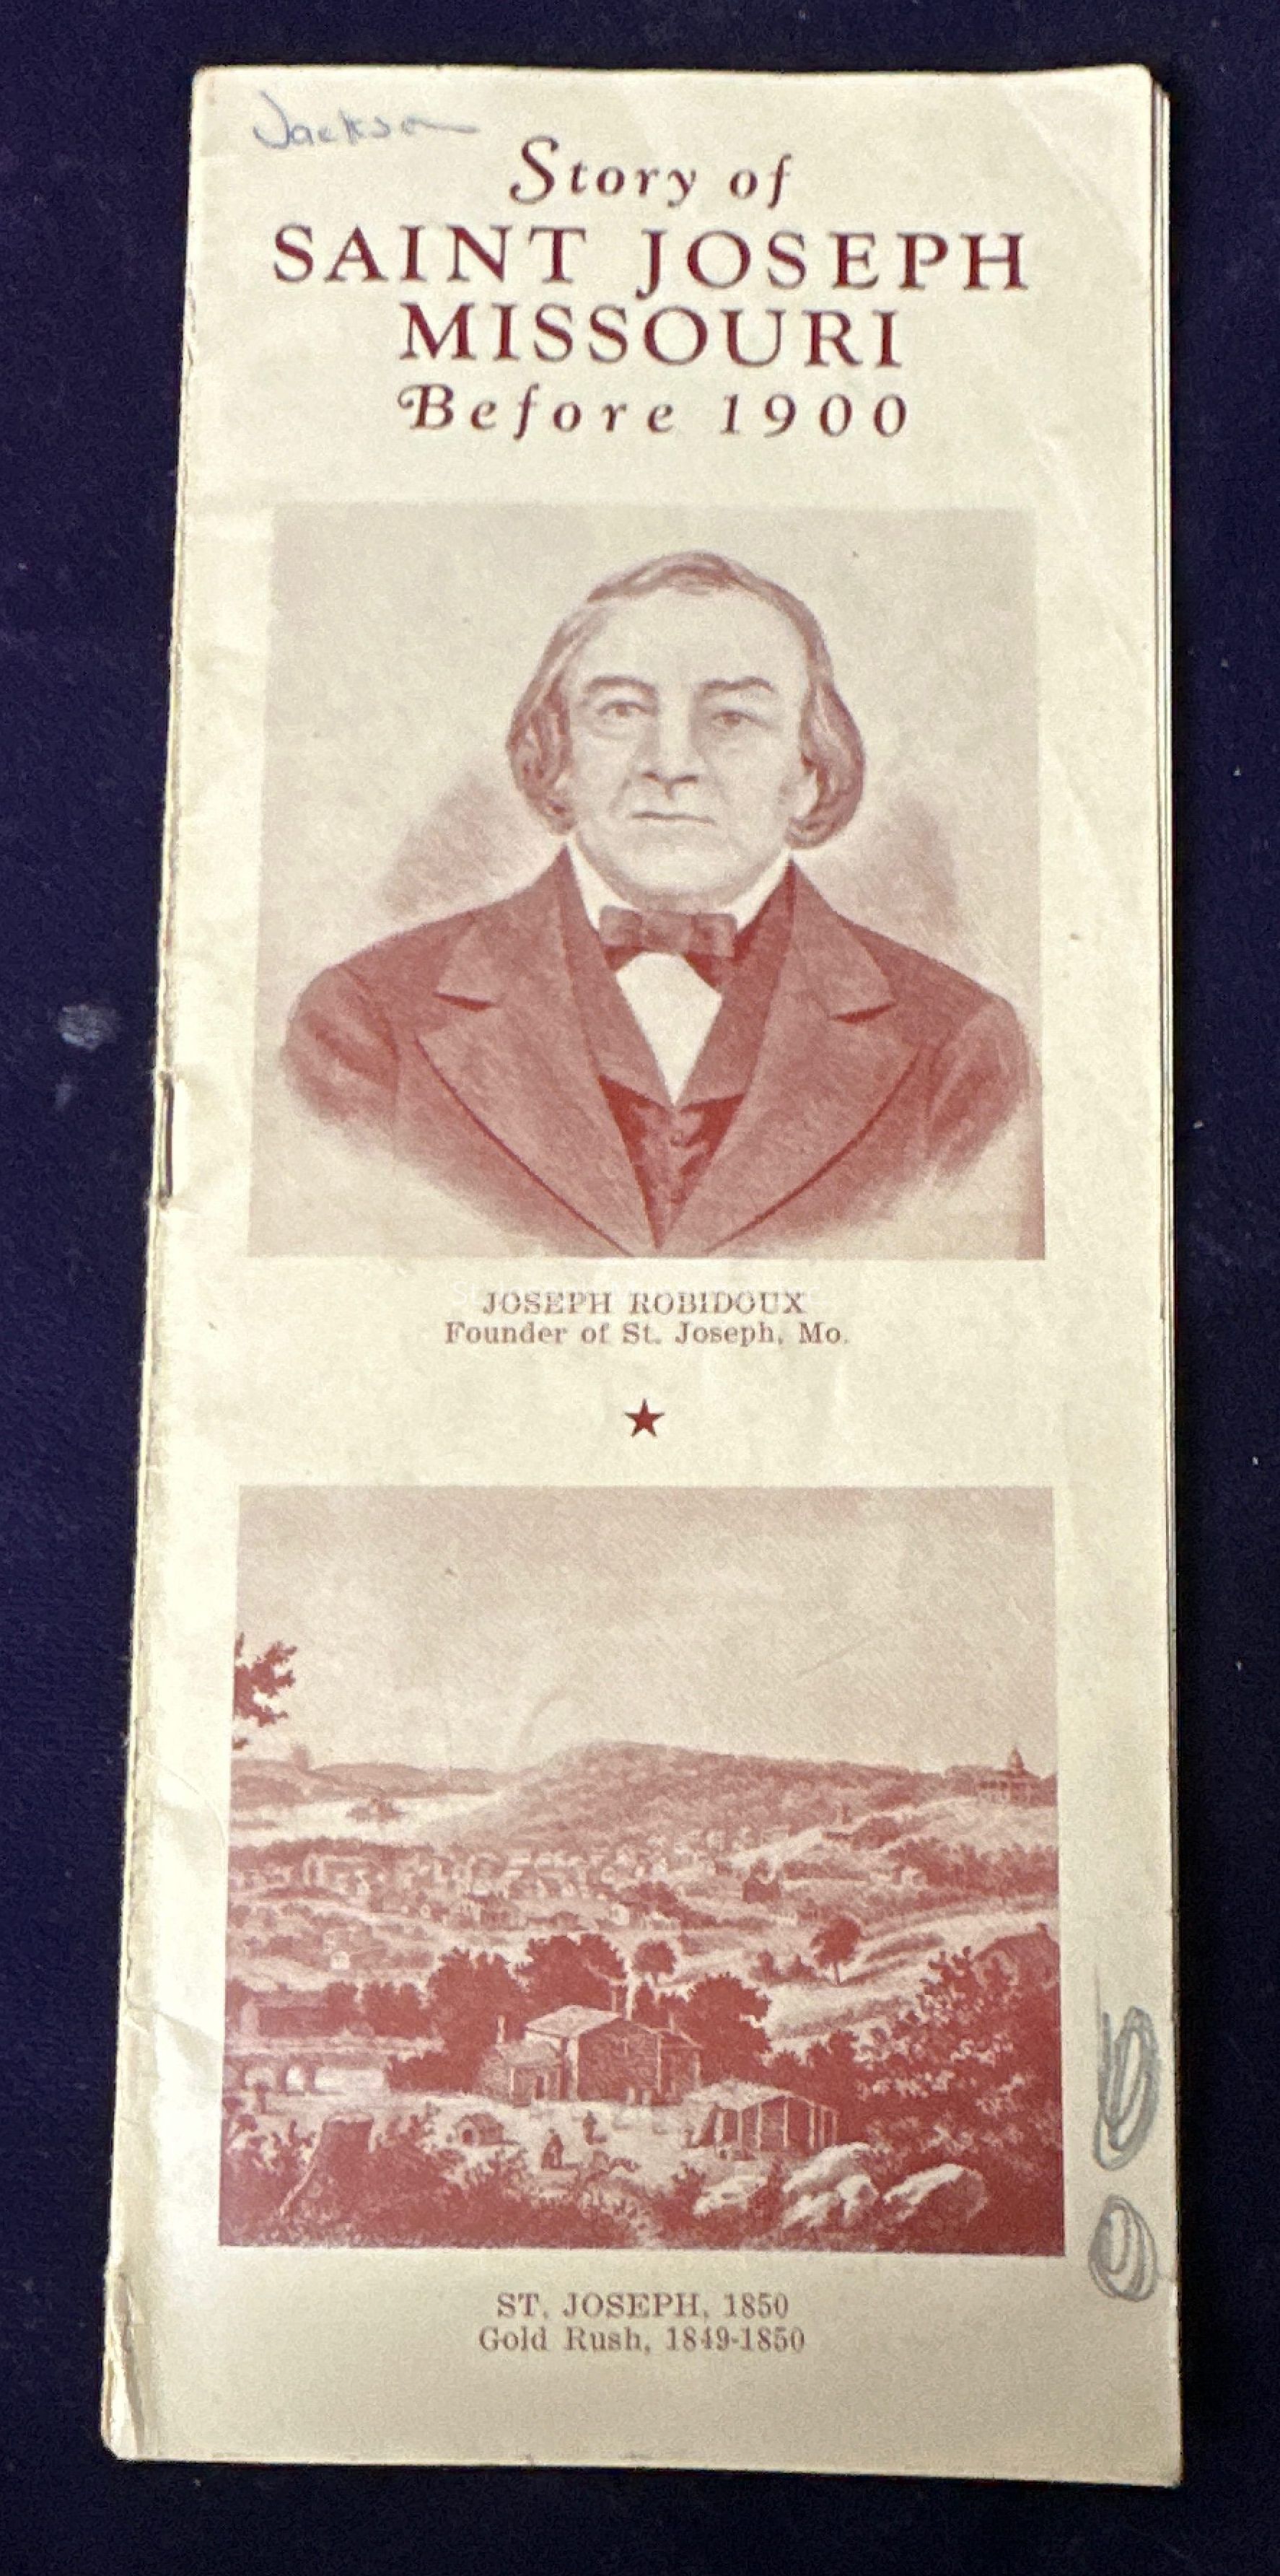 Jackson
Story of
SAINT JOSEPH
MISSOURI
Before 1900
JOSEPH ROBIDOUX
Founder of St. Joseph, Mo.
ST. JOSEPH, 1850
Gold Rush, 1849-1850